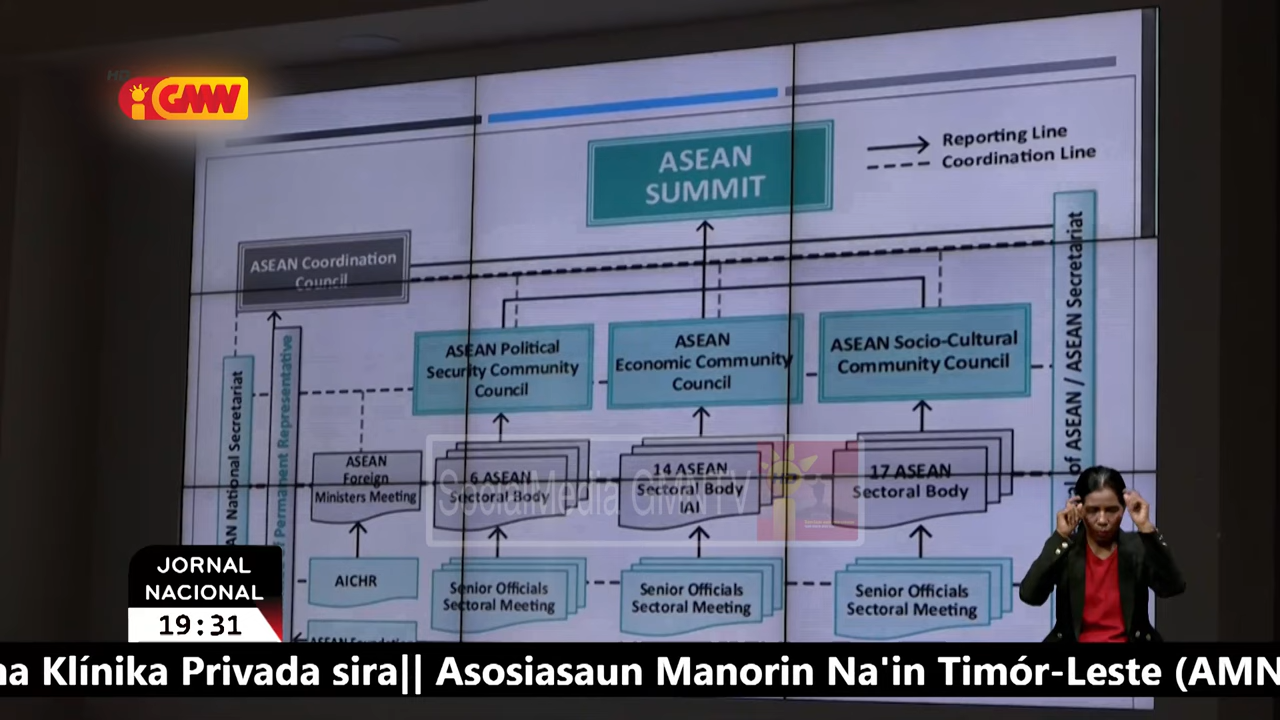 HD
GMN
ASEAN
SUMMIT
Reporting Line
Coordination Line
ASEAN Coordination
Council
ASEAN Political
Security Community
Council
ASEAN
Economic Community
Council
ASEAN Socio-Cultural
Community Council
of ASEAN / ASEAN Secretariat
National Secretariat
of Permanent Representative
ASEAN
Foreign
Ministers Meeting
6 ASEAN
Sectoral Body
14 ASEAN
Sectoral Body
17 ASEAN
Sectoral Body
SocialMedia GMNTV
AICHR
Senior Officials
Sectoral Meeting
Senior Officials
Sectoral Meeting
Senior Officials
Sectoral Meeting
ASEAN Foundation
JORNAL
NACIONAL
19:31
na Klínika Privada sira|| Asosiasaun Manorin Na'in Timór-Leste (AMN